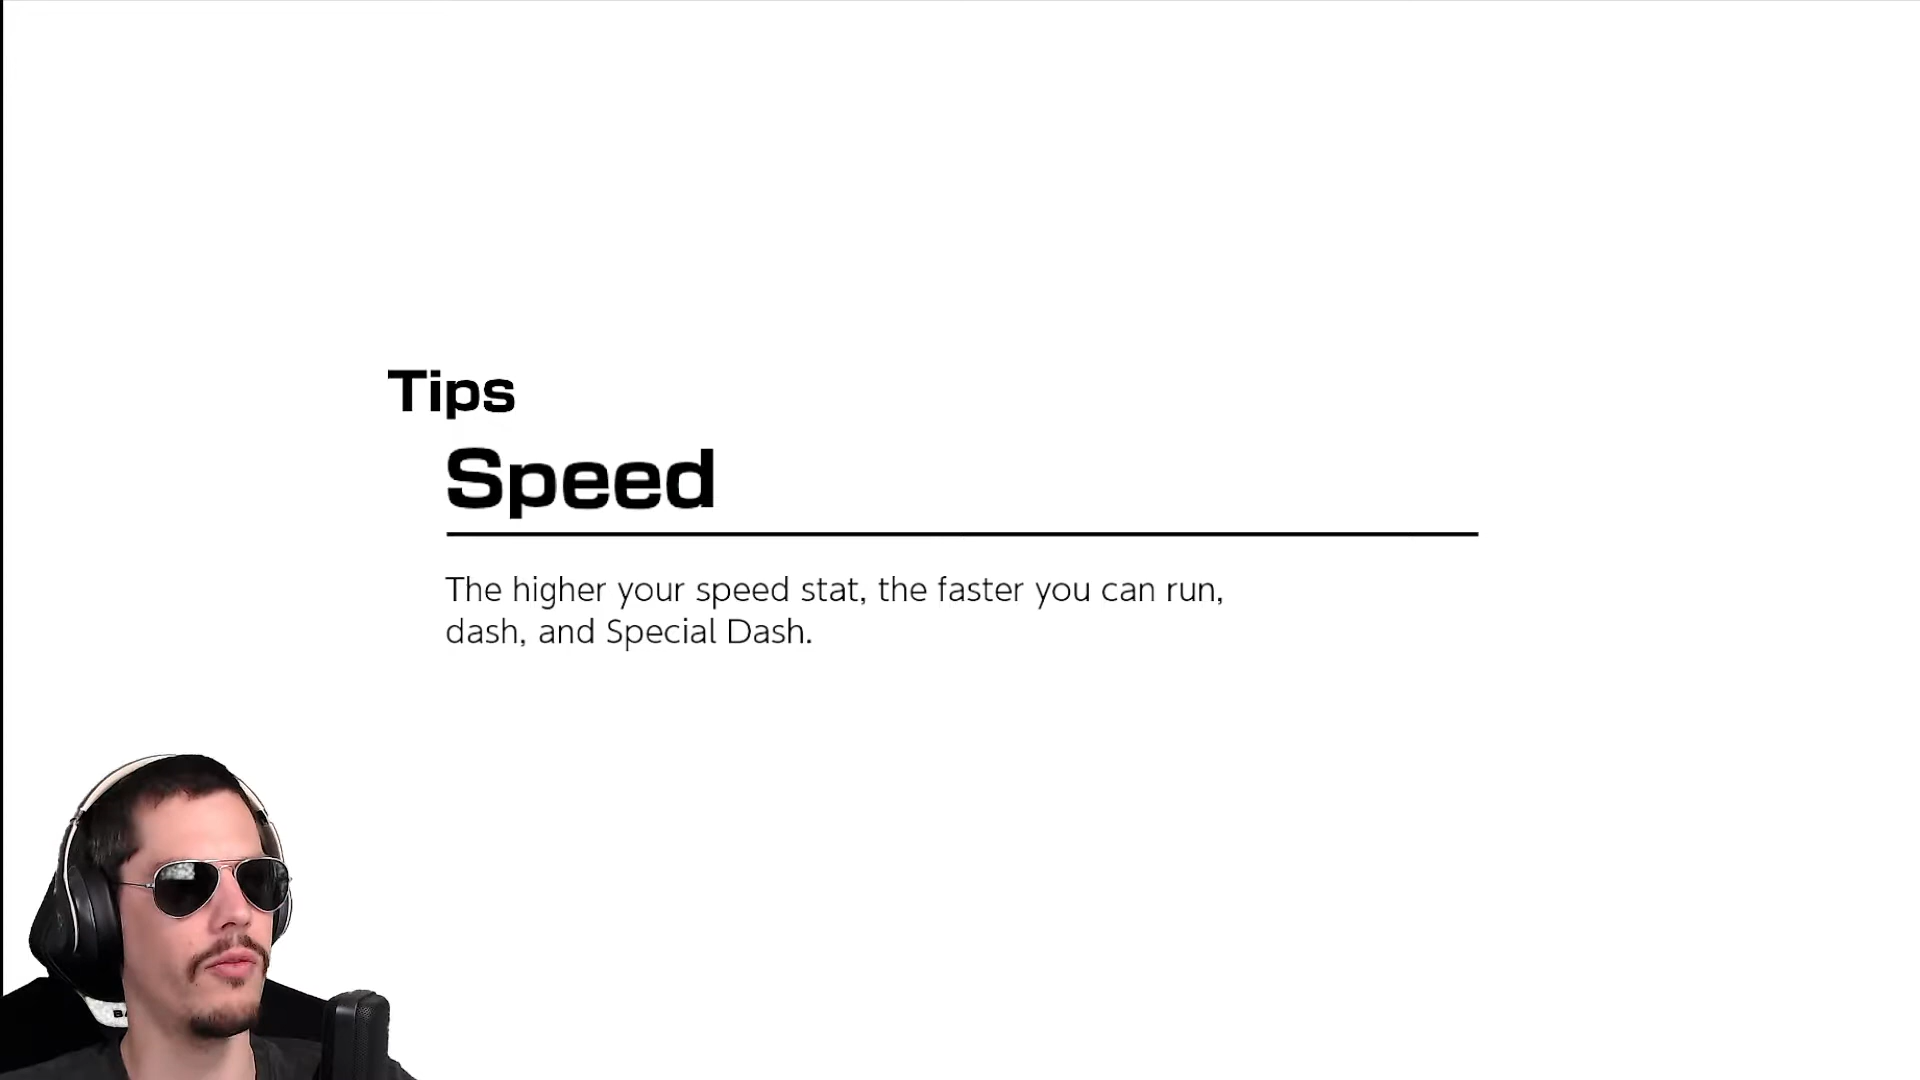 Tips
Speed
The higher your speed stat, the faster you can run,
dash, and Special Dash.